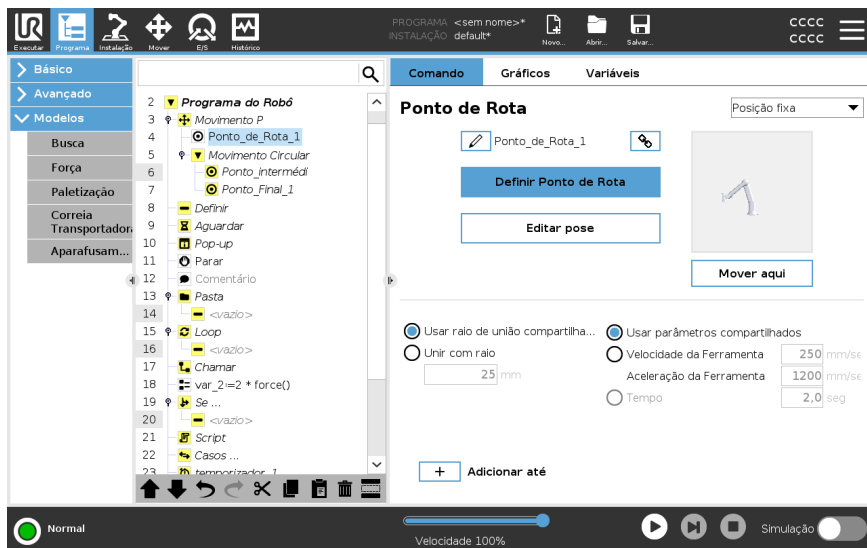 PROGRAMA <sem nome>*
INSTALAÇÃO default*
CCCC
CCCC
Executar
Programa
Instalação
Mover
E/S
Histórico
Novo...
Abrir...
Salvar...
Básico
Avançado
Modelos
Busca
Força
Paletização
Correia
Transportador
Aparafusam...
2 Programa do Robô
3 Movimento P
4 Ponto_de_Rota_1
5 Movimento Circular
6 Ponto_intermédi
7 Ponto_Final_1
8 Definir
9 Aguardar
10 Pop-up
11 Parar
12 Comentário
13 Pasta
14 <vazio>
15 Loop
16 <vazio>
17 Chamar
18 var_2≔2 * force()
19 Se ...
20 <vazio>
21 Script
22 Casos ...
23 temporizador_1
Comando
Gráficos
Variáveis
Ponto de Rota
Posição fixa
Ponto_de_Rota_1
Definir Ponto de Rota
Editar pose
Mover aqui
Usar raio de união compartilha...
Unir com raio
25 mm
Usar parâmetros compartilhados
Velocidade da Ferramenta 250 mm/se
Aceleração da Ferramenta 1200 mm/se
Tempo 2,0 seg
+ Adicionar até
Normal
Velocidade 100%
Simulação